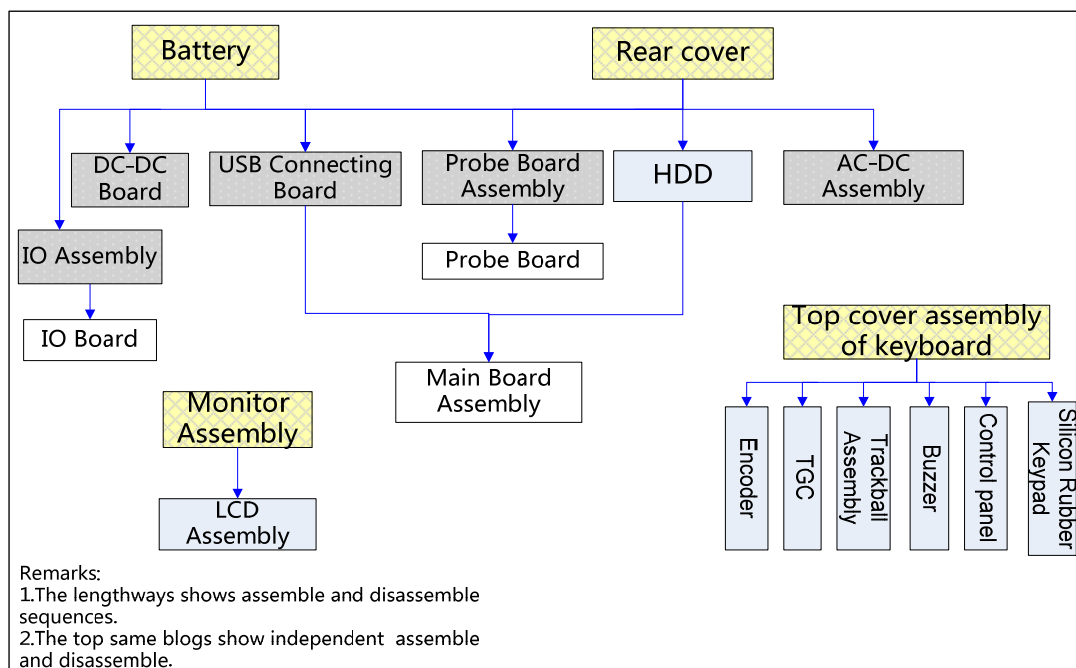 Battery
Rear cover
DC-DC
Board
USB Connecting
Board
Probe Board
Assembly
HDD
AC-DC
Assembly
IO Assembly
Probe Board
IO Board
Top cover assembly
of keyboard
Main Board
Assembly
Monitor
Assembly
Encoder
TGC
Trackball
Assembly
Buzzer
Control panel
Silicon Rubber
Keypad
LCD
Assembly
Remarks:
1.The lengthways shows assemble and disassemble
sequences.
2.The top same blogs show independent  assemble
and disassemble.